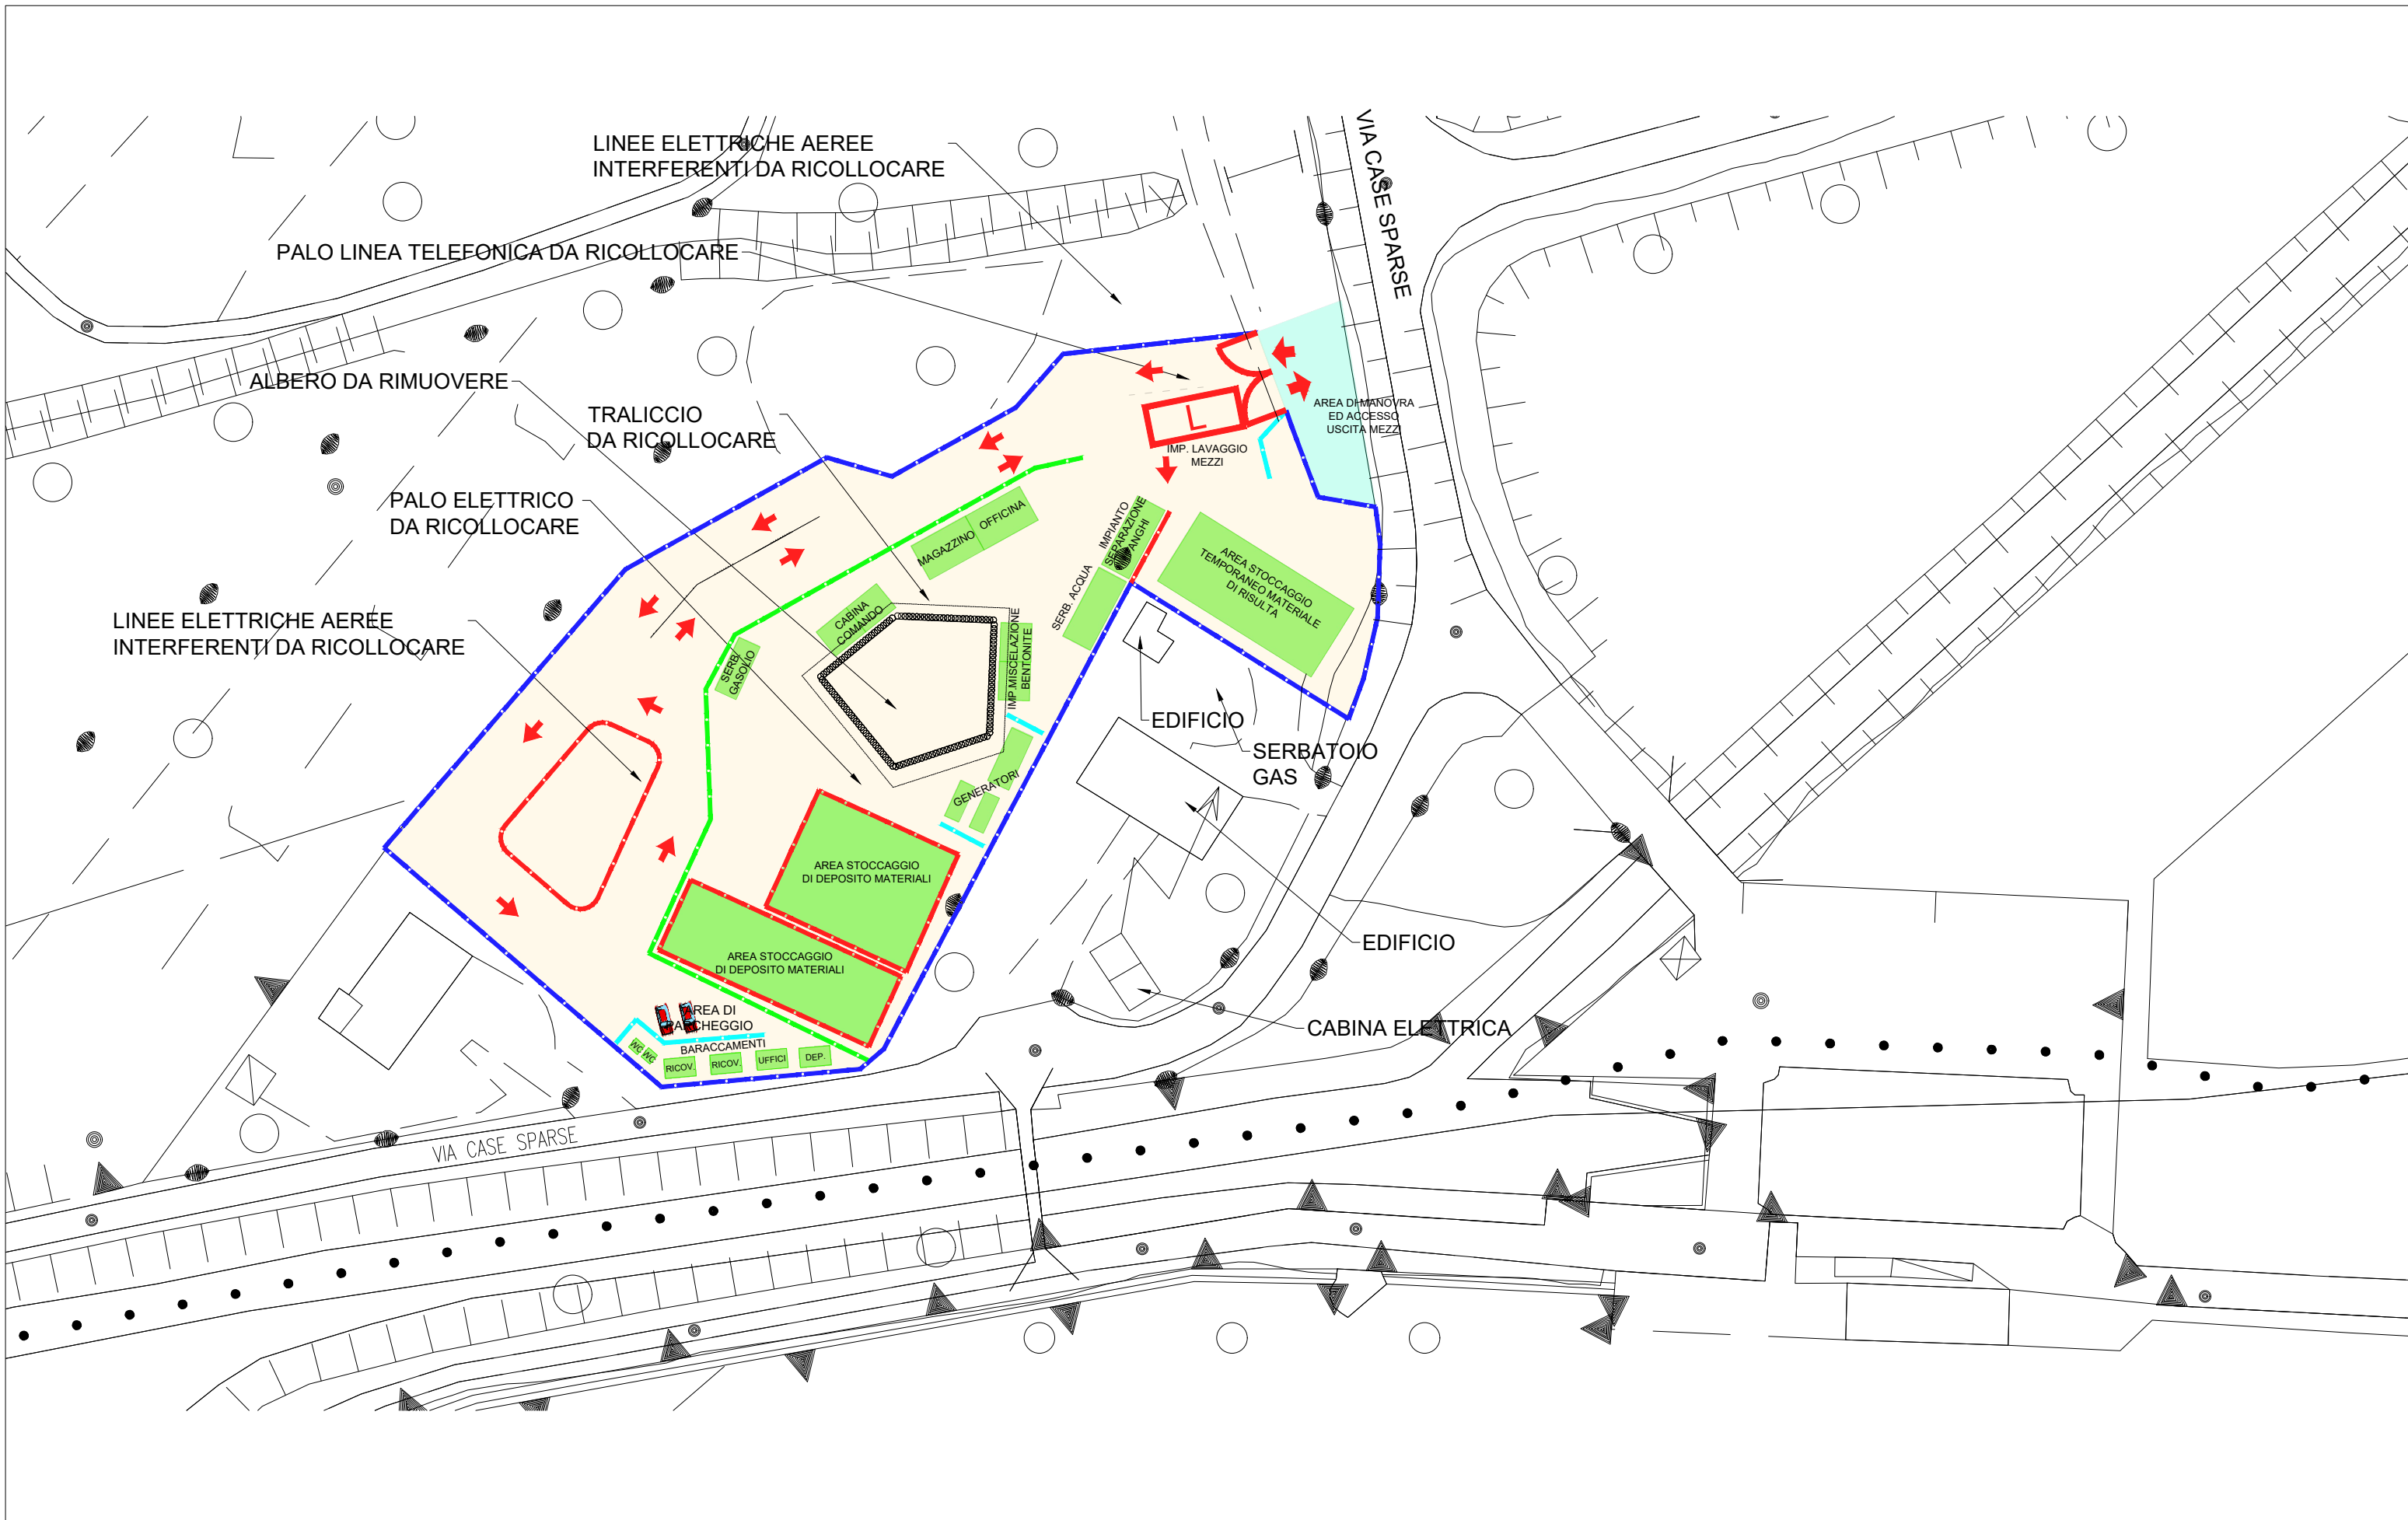 LINEE ELETTRICHE AEREE
INTERFERENTI DA RICOLLOCARE
VIA CASE SPARSE
PALO LINEA TELEFONICA DA RICOLLOCARE
ALBERO DA RIMUOVERE
TRALICCIO
DA RICOLLOCARE
L
AREA DI MANOVRA
ED ACCESSO
USCITA MEZZI
IMP. LAVAGGIO
MEZZI
PALO ELETTRICO
DA RICOLLOCARE
MAGAZZINO
OFFICINA
IMPIANTO
SEPARAZIONE
FANGHI
SERB. ACQUA
AREA STOCCAGGIO
TEMPORANEO MATERIALE
DI RISULTA
LINEE ELETTRICHE AEREE
INTERFERENTI DA RICOLLOCARE
CABINA
COMANDO
SERB.
GASOLIO
IMP.MISCELAZIONE
BENTONITE
EDIFICIO
SERBATOIO
GAS
GENERATORI
AREA STOCCAGGIO
DI DEPOSITO MATERIALI
AREA STOCCAGGIO
DI DEPOSITO MATERIALI
EDIFICIO
CABINA ELETTRICA
AREA DI
PARCHEGGIO
BARACCAMENTI
WC
WC
RICOV.
RICOV.
UFFICI
DEP.
VIA CASE SPARSE